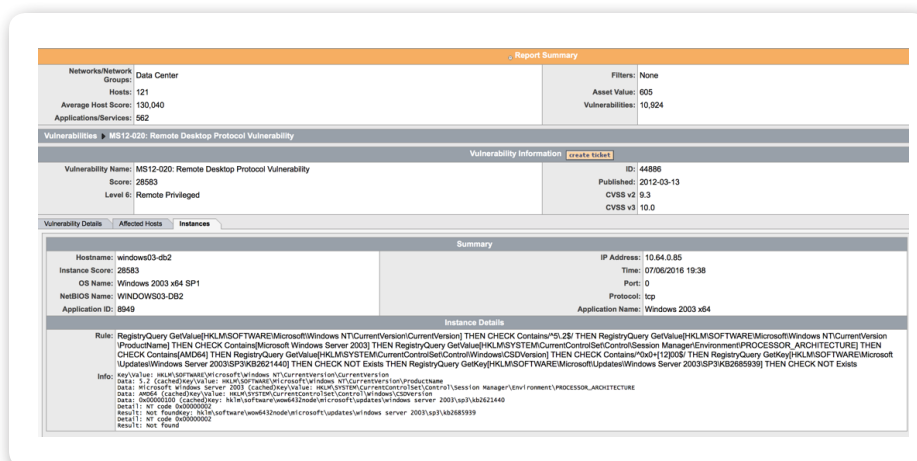 Report Summary
Networks/Network Groups: Data Center
Filters: None
Hosts: 121
Asset Value: 605
Average Host Score: 130,040
Vulnerabilities: 10,924
Applications/Services: 562
Vulnerabilities ▶ MS12-020: Remote Desktop Protocol Vulnerability
Vulnerability Information create ticket
Vulnerability Name: MS12-020: Remote Desktop Protocol Vulnerability
ID: 44886
Score: 28583
Published: 2012-03-13
Level 6: Remote Privileged
CVSS v2 9.3
CVSS v3 10.0
Vulnerability Details Affected Hosts Instances
Summary
Hostname: windows03-db2
IP Address: 10.64.0.85
Instance Score: 28583
Time: 07/06/2016 19:38
OS Name: Windows 2003 x64 SP1
Port: 0
NetBIOS Name: WINDOWS03-DB2
Protocol: tcp
Application ID: 8949
Application Name: Windows 2003 x64
Instance Details
Rule: RegistryQuery GetValue[HKLM\SOFTWARE\Microsoft\Windows NT\CurrentVersion\CurrentVersion] THEN CHECK Contains/^5\.2$/ THEN RegistryQuery GetValue[HKLM\SOFTWARE\Microsoft\Windows NT\CurrentVersion
\ProductName] THEN CHECK Contains[Microsoft Windows Server 2003] THEN RegistryQuery GetValue[HKLM\SYSTEM\CurrentControlSet\Control\Session Manager\Environment\PROCESSOR_ARCHITECTURE] THEN
CHECK Contains[AMD64] THEN RegistryQuery GetValue[HKLM\SYSTEM\CurrentControlSet\Control\Windows\CSDVersion] THEN CHECK Contains/^0x0+[12]00$/ THEN RegistryQuery GetKey[HKLM\SOFTWARE\Microsoft
\Updates\Windows Server 2003\SP3\KB2621440] THEN CHECK NOT Exists THEN RegistryQuery GetKey[HKLM\SOFTWARE\Microsoft\Updates\Windows Server 2003\SP3\KB2685939] THEN CHECK NOT Exists
Info: Key\Value: HKLM\SOFTWARE\Microsoft\Windows NT\CurrentVersion\CurrentVersion
Data: 5.2 (cached)Key\Value: HKLM\SOFTWARE\Microsoft\Windows NT\CurrentVersion\ProductName
Data: Microsoft Windows Server 2003 (cached)Key\Value: HKLM\SYSTEM\CurrentControlSet\Control\Session Manager\Environment\PROCESSOR_ARCHITECTURE
Data: AMD64 (cached)Key\Value: HKLM\SYSTEM\CurrentControlSet\Control\Windows\CSDVersion
Data: 0x00000100 (cached)Key: hklm\software\wow6432node\microsoft\updates\windows server 2003\sp3\kb2621440
Detail: NT code 0x00000002
Result: Not foundKey: hklm\software\wow6432node\microsoft\updates\windows server 2003\sp3\kb2685939
Detail: NT code 0x00000002
Result: Not found